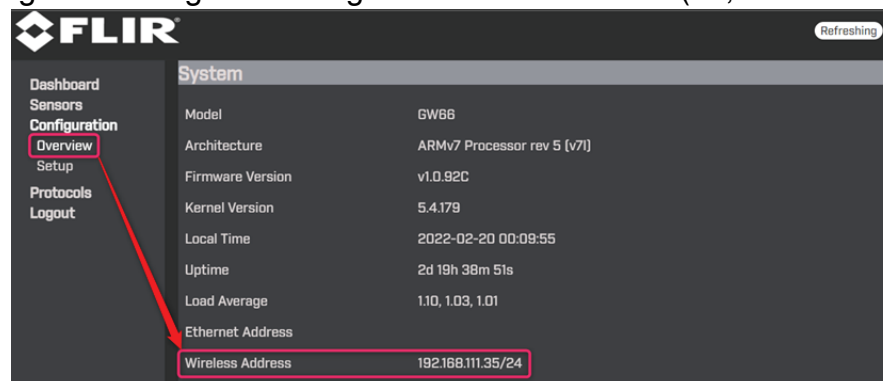 FLIR
Refreshing
Dashboard
Sensors
Configuration
Overview
Setup
Protocols
Logout
System
Model GW66
Architecture ARMv7 Processor rev 5 (v7l)
Firmware Version v1.0.92C
Kernel Version 5.4.179
Local Time 2022-02-20 00:09:55
Uptime 2d 19h 38m 51s
Load Average 1.10, 1.03, 1.01
Ethernet Address
Wireless Address 192.168.111.35/24